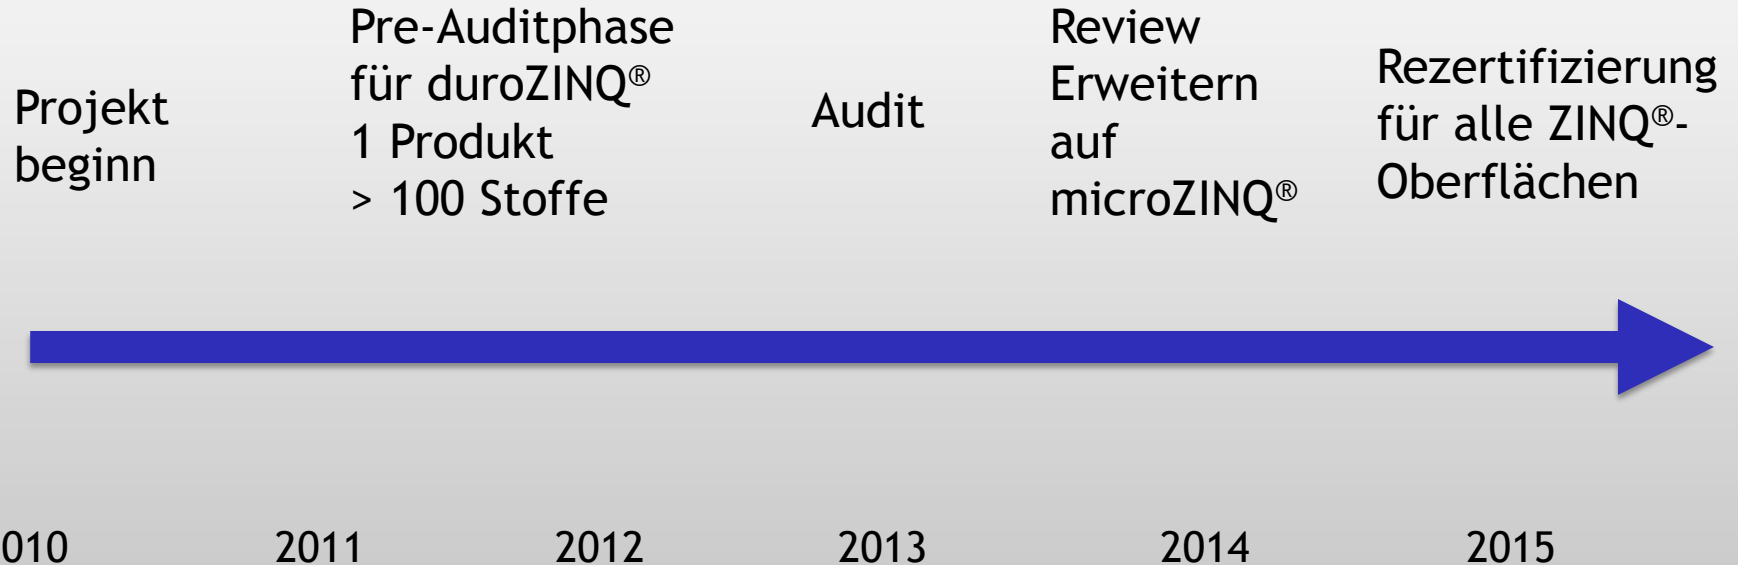 Projekt
beginn
Pre-Auditphase
für duroZINQ®
1 Produkt
> 100 Stoffe
Audit
Review
Erweitern
auf
microZINQ®
Rezertifizierung
für alle ZINQ®-
Oberflächen
010 2011 2012 2013 2014 2015